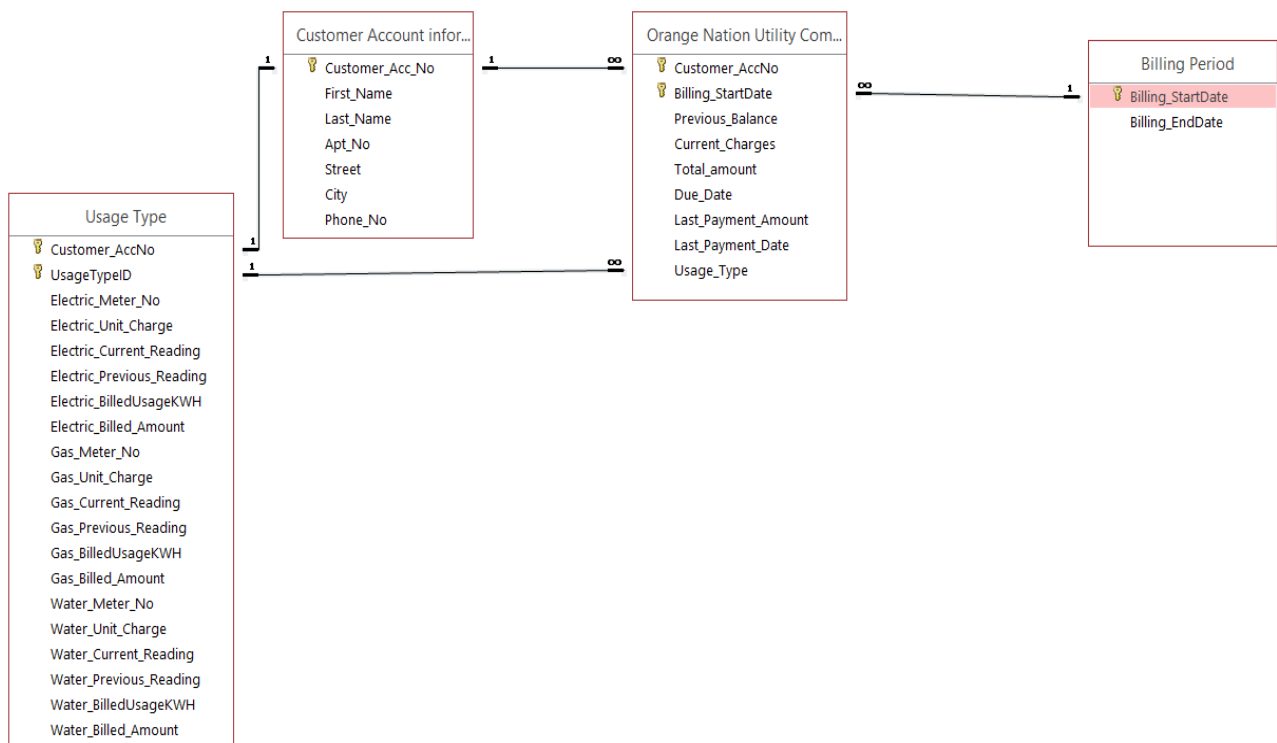 Customer Account infor...
Customer_Acc_No
First_Name
Last_Name
Apt_No
Street
City
Phone_No
Orange Nation Utility Com...
Customer_AccNo
Billing_StartDate
Previous_Balance
Current_Charges
Total_amount
Due_Date
Last_Payment_Amount
Last_Payment_Date
Usage_Type
Billing Period
Billing_StartDate
Billing_EndDate
Usage Type
Customer_AccNo
UsageTypeID
Electric_Meter_No
Electric_Unit_Charge
Electric_Current_Reading
Electric_Previous_Reading
Electric_BilledUsageKWH
Electric_Billed_Amount
Gas_Meter_No
Gas_Unit_Charge
Gas_Current_Reading
Gas_Previous_Reading
Gas_BilledUsageKWH
Gas_Billed_Amount
Water_Meter_No
Water_Unit_Charge
Water_Current_Reading
Water_Previous_Reading
Water_BilledUsageKWH
Water_Billed_Amount
1
1
1
∞
∞
1
1
∞